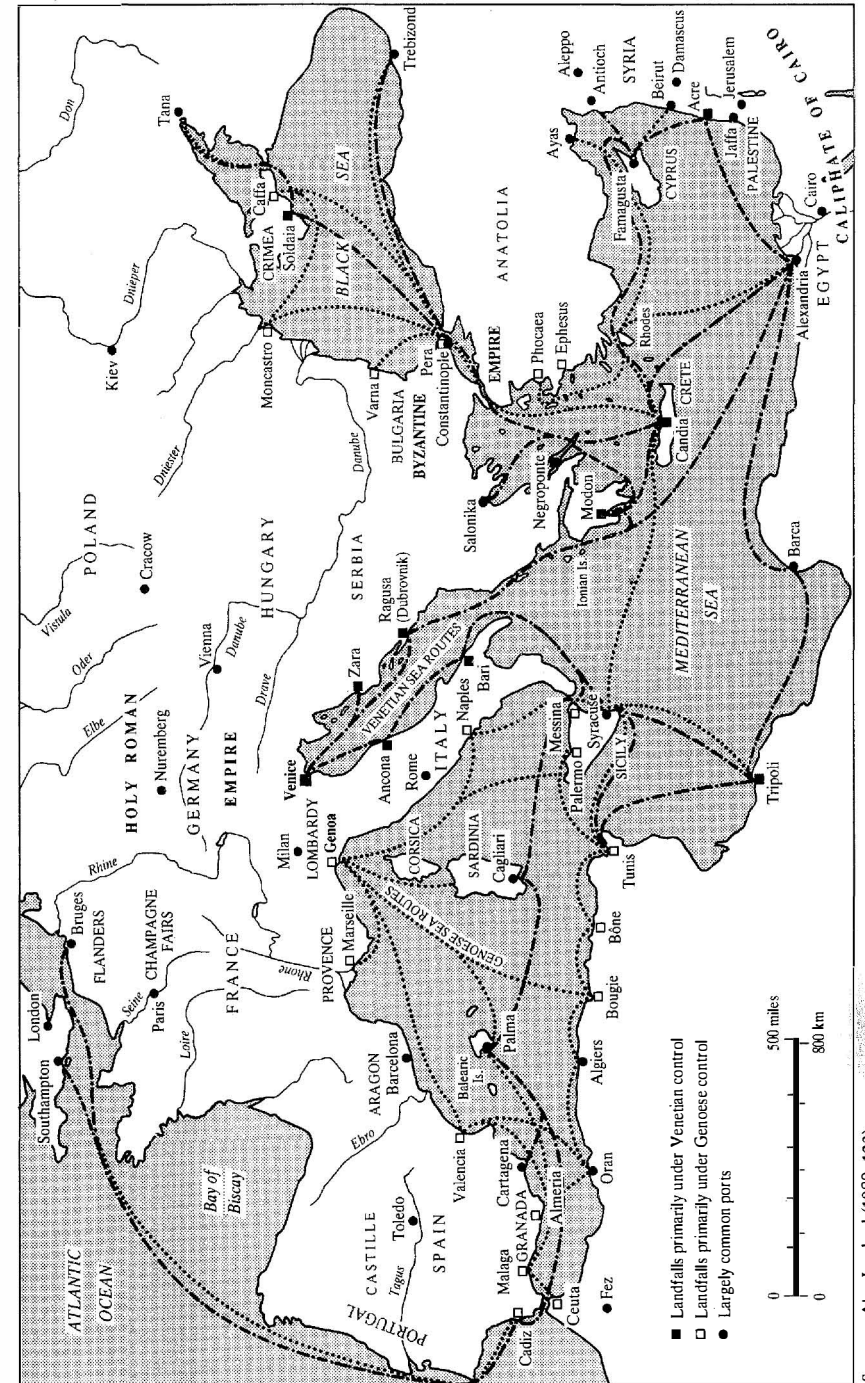 ATLANTIC
OCEAN
London
Southampton
Bruges
FLANDERS
Bay of
Biscay
Seine
CHAMPAGNE
FAIRS
Paris
Loire
FRANCE
Rhine
Rhone
HOLY ROMAN
Nuremberg
GERMANY
EMPIRE
Elbe
Oder
Vistula
POLAND
Cracow
Vienna
Danube
HUNGARY
Drave
Kiev
Dnieper
Don
Dniester
Tana
CRIMEA
Caffa
Soldaia
Moncastro
Danube
BLACK
SEA
Trebizond
Varna
BULGARIA
BYZANTINE
EMPIRE
Pera
Constantinople
ANATOLIA
SERBIA
Zara
Ragusa
(Dubrovnik)
VENETIAN SEA ROUTES
Venice
Milan
LOMBARDY
Genoa
PROVENCE
Marseille
Ancona
Rome
ITALY
Naples
Bari
CORSICA
SARDINIA
Cagliari
GENOESE SEA ROUTES
ARAGON
Barcelona
Ebro
Balearic
Is.
Palma
Valencia
CASTILLE
Toledo
Tagus
SPAIN
PORTUGAL
Cartagena
GRANADA
Malaga
Almeria
Cadiz
Ceuta
Fez
Oran
Algiers
Bougie
Bône
Tunis
Messina
Palermo
Syracuse
SICILY
Tripoli
Barca
MEDITERRANEAN
SEA
Ionian Is.
Salonika
Negroponte
Modon
Phocaea
Ephesus
Candia
CRETE
Rhodes
Ayas
Aleppo
Antioch
SYRIA
Famagusta
CYPRUS
Beirut
Damascus
Acre
Jaffa
Jerusalem
PALESTINE
Alexandria
Cairo
EGYPT
CALIPHATE OF CAIRO
Landfalls primarily under Venetian control
Landfalls primarily under Genoese control
Largely common ports
0 500 miles
0 800 km